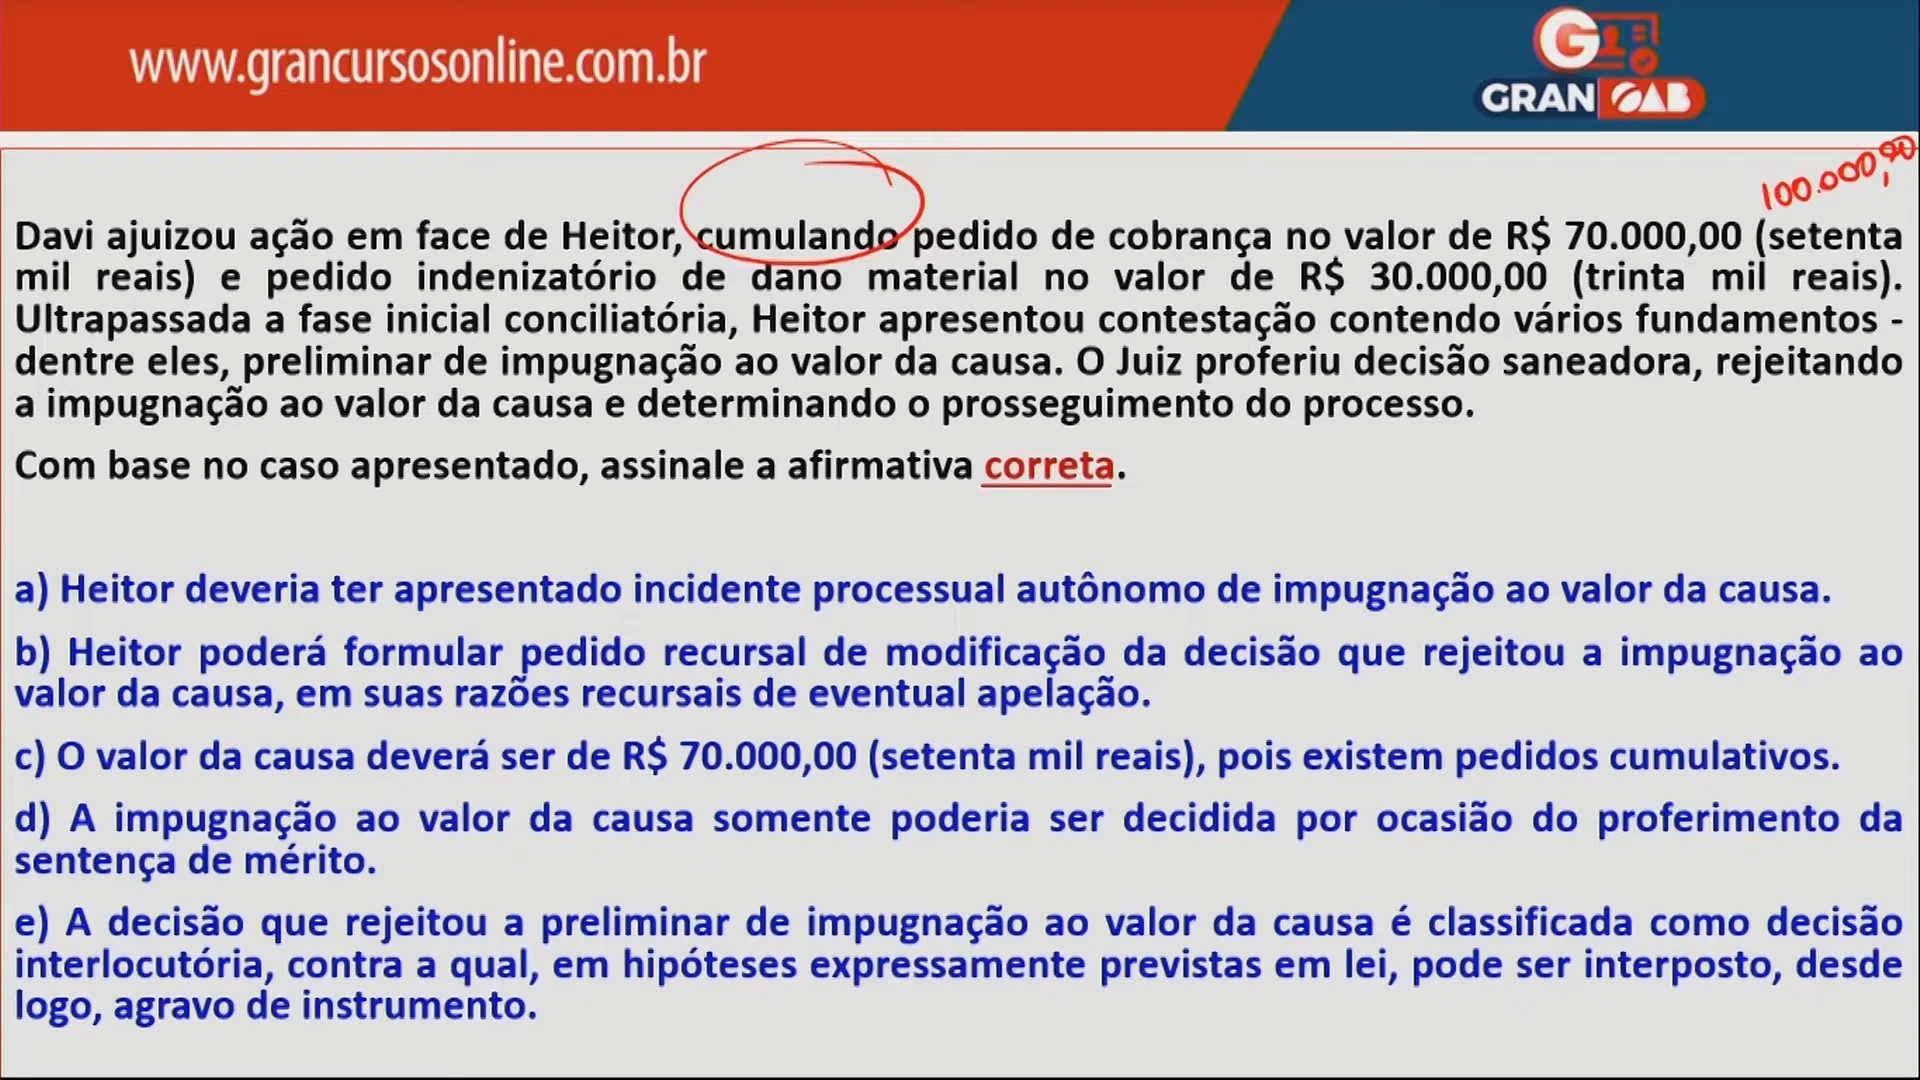 www.grancursosonline.com.br
G
GRAN OAB
100.000,00
Davi ajuizou ação em face de Heitor, cumulando pedido de cobrança no valor de R$ 70.000,00 (setenta
mil reais) e pedido indenizatório de dano material no valor de R$ 30.000,00 (trinta mil reais).
Ultrapassada a fase inicial conciliatória, Heitor apresentou contestação contendo vários fundamentos -
dentre eles, preliminar de impugnação ao valor da causa. O Juiz proferiu decisão saneadora, rejeitando
a impugnação ao valor da causa e determinando o prosseguimento do processo.
Com base no caso apresentado, assinale a afirmativa correta.
a) Heitor deveria ter apresentado incidente processual autônomo de impugnação ao valor da causa.
b) Heitor poderá formular pedido recursal de modificação da decisão que rejeitou a impugnação ao
valor da causa, em suas razões recursais de eventual apelação.
c) O valor da causa deverá ser de R$ 70.000,00 (setenta mil reais), pois existem pedidos cumulativos.
d) A impugnação ao valor da causa somente poderia ser decidida por ocasião do proferimento da
sentença de mérito.
e) A decisão que rejeitou a preliminar de impugnação ao valor da causa é classificada como decisão
interlocutória, contra a qual, em hipóteses expressamente previstas em lei, pode ser interposto, desde
logo, agravo de instrumento.